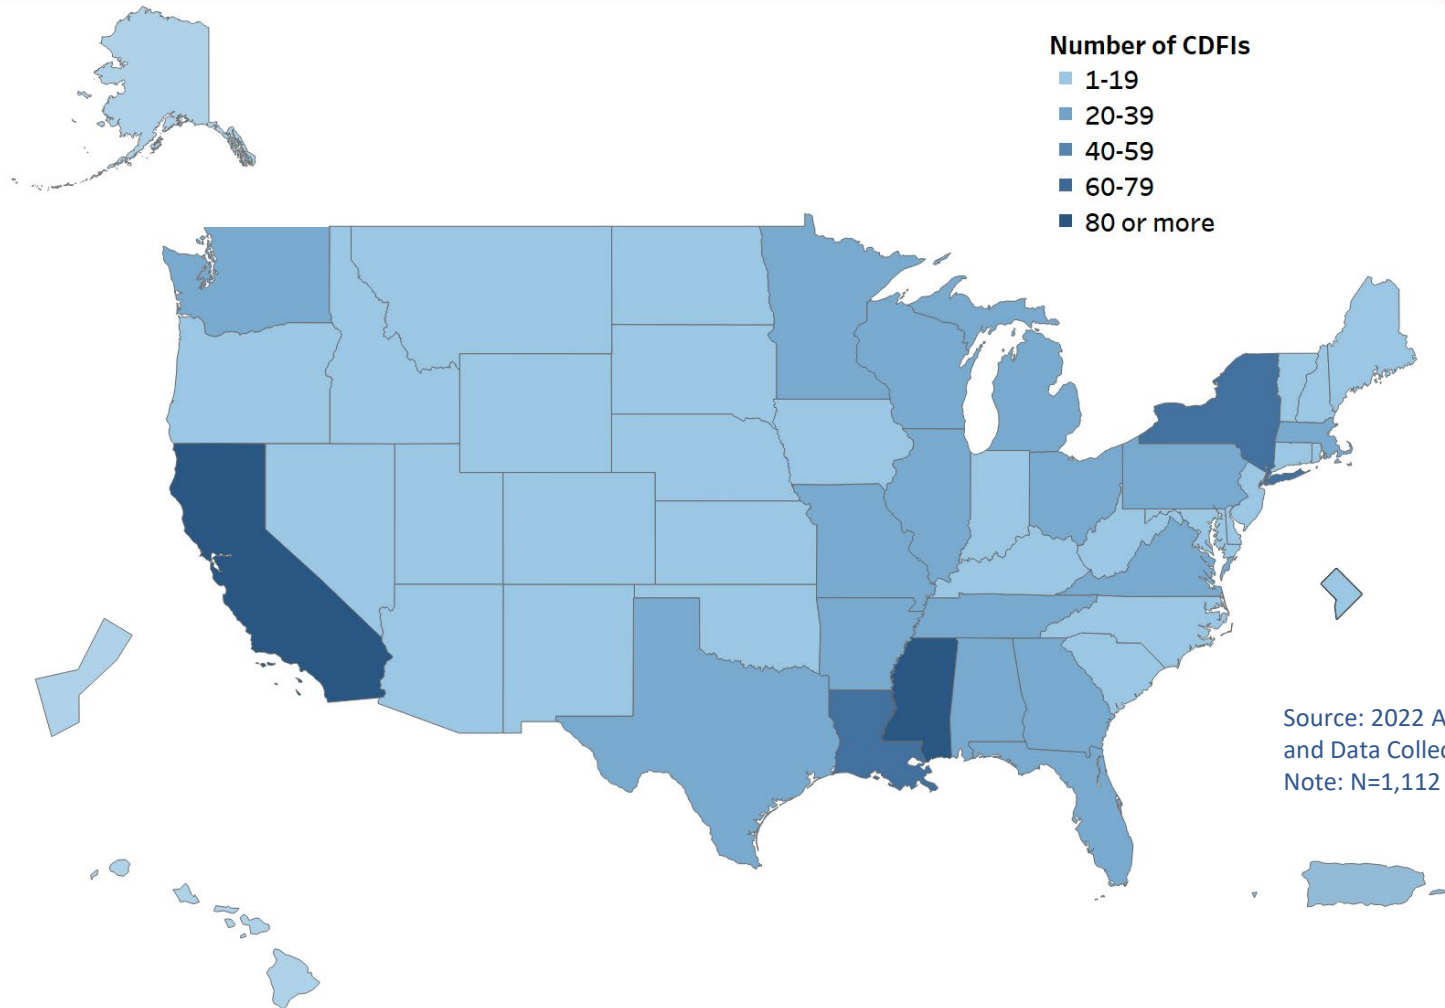 Number of CDFIs
1-19
20-39
40-59
60-79
80 or more
Source: 2022 A
and Data Collec
Note: N=1,112